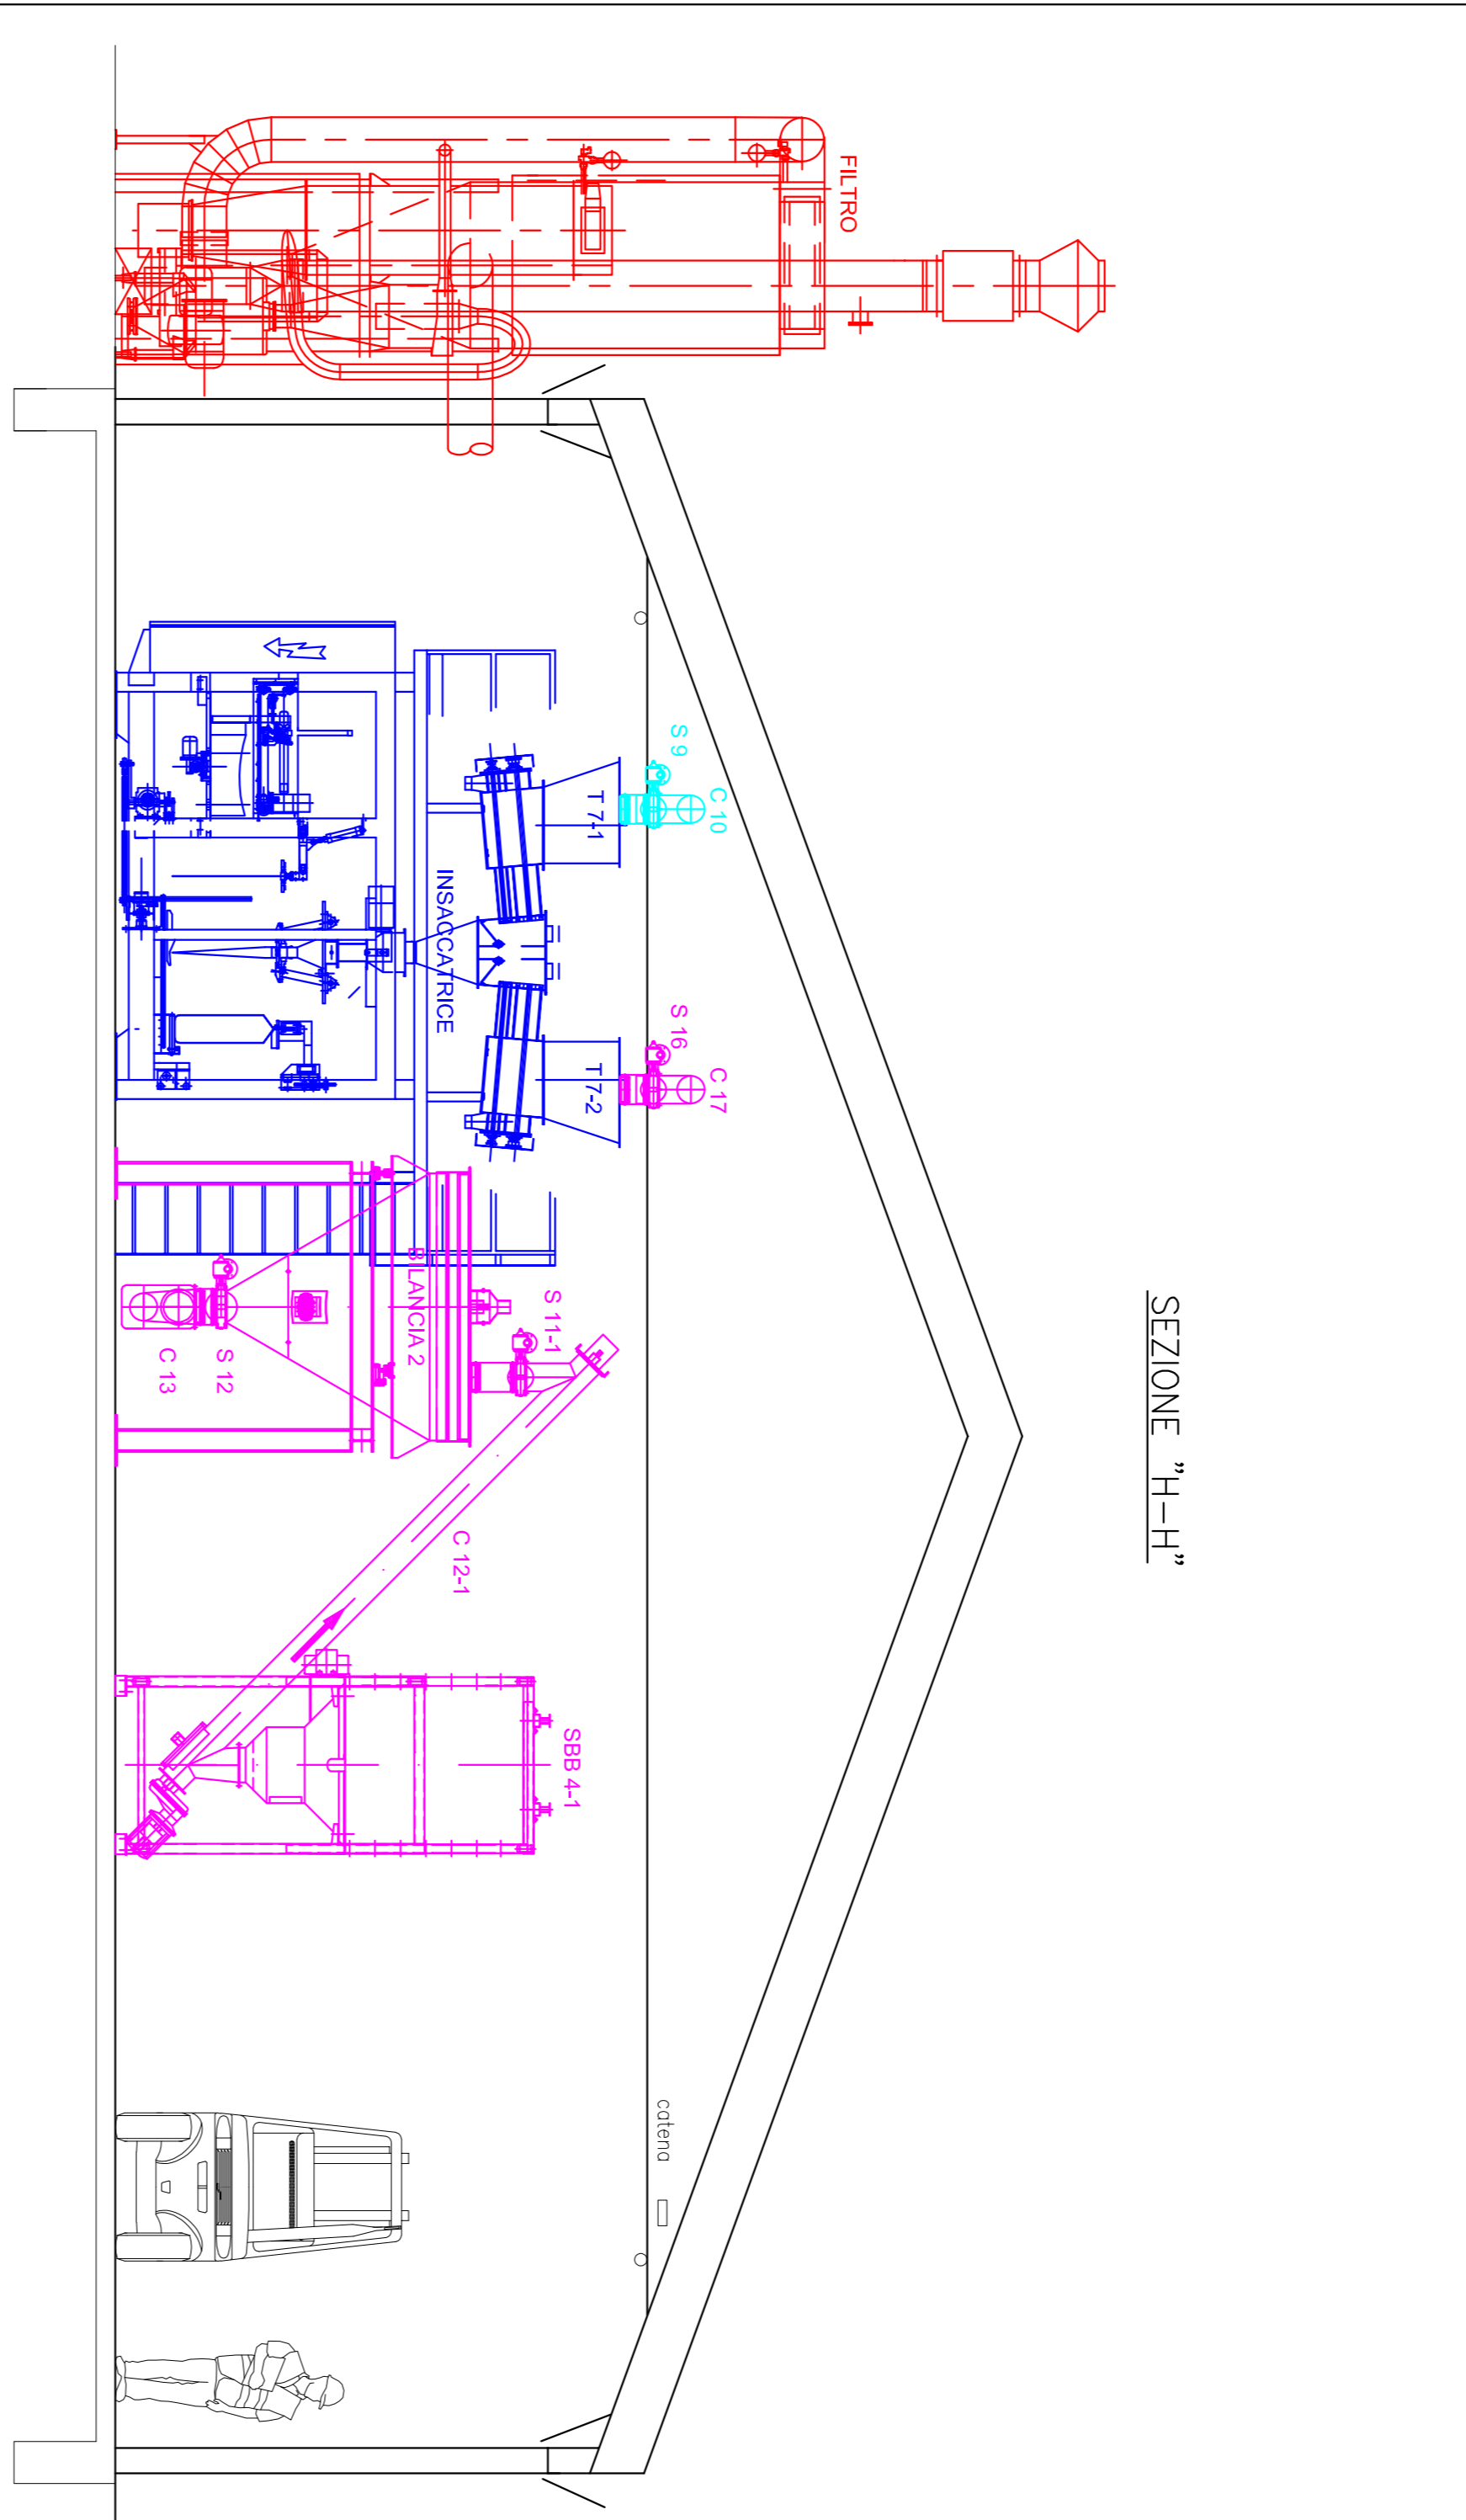 SEZIONE "H-H"
FILTRO
S 9
C 10
T 7-1
INSACCATRICE
S 16
C 17
T 7-2
BILANCIA 2
S 11-1
S 12
C 13
C 12-1
SBB 4-1
catena